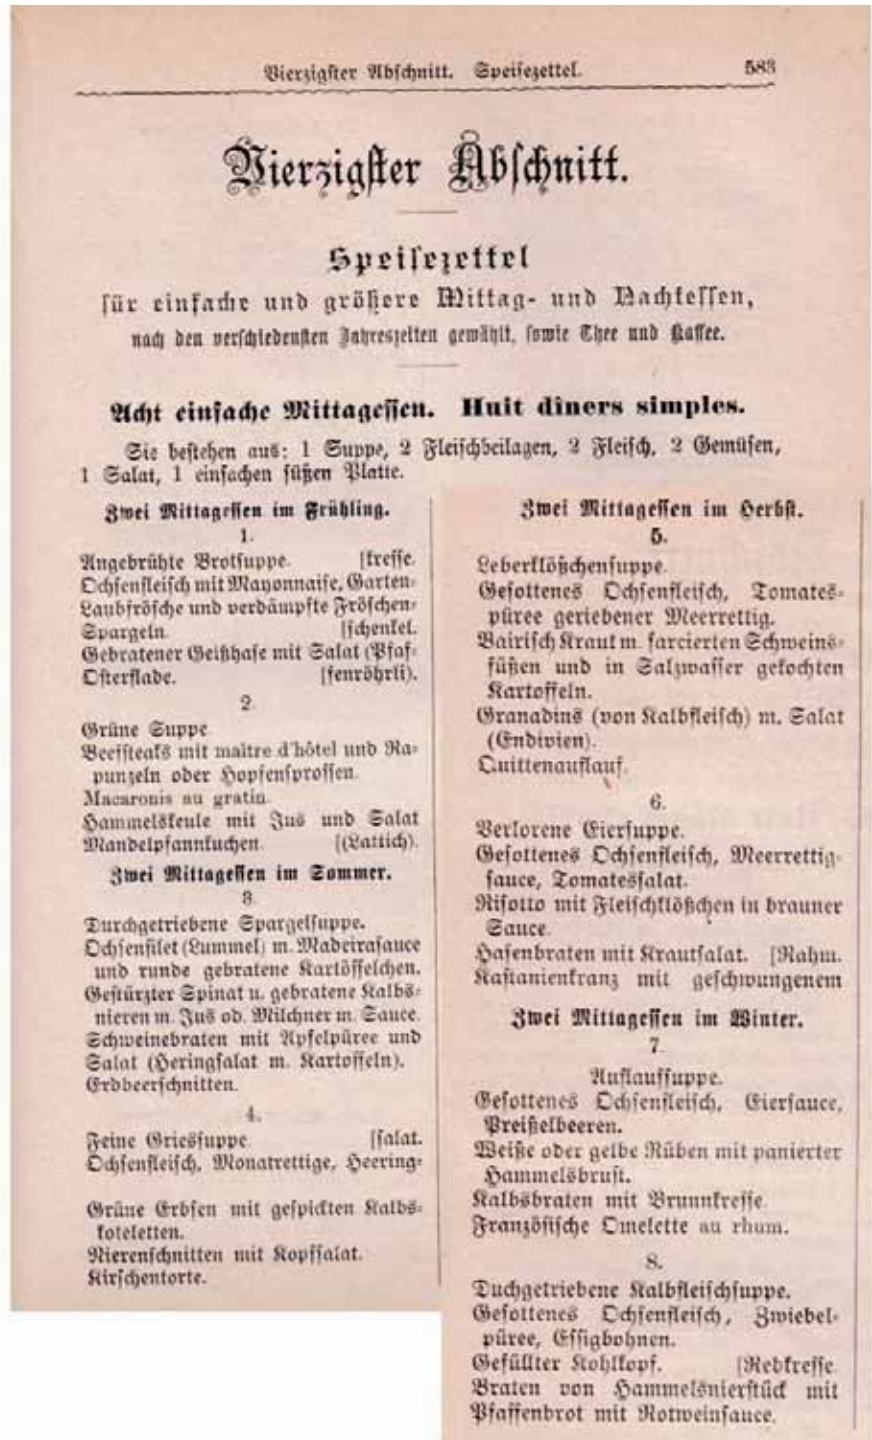 Vierzigster Abschnitt. Speisezettel. 583
Vierzigster Abschnitt.
Speisezettel
für einfache und größere Mittag- und Nachtessen,
nach den verschiedensten Jahreszeiten gewählt, sowie Thee und Kaffee.
Acht einfache Mittagessen. Huit dîners simples.
Sie bestehen aus: 1 Suppe, 2 Fleischbeilagen, 2 Fleisch, 2 Gemüsen,
1 Salat, 1 einfachen süßen Platte.
Zwei Mittagessen im Frühling.
1.
Angebrühte Brotsuppe. [kresse.
Ochsenfleisch mit Mayonnaise, Garten-
Laubfrösche und verdämpfte Fröschen-
Spargeln. [schenkel.
Gebratener Geißhase mit Salat (Pfaf-
Osterflade. [fenröhrli).
2.
Grüne Suppe.
Beefsteaks mit maître d'hôtel und Ra-
punzeln oder Hopfensprossen.
Macaronis au gratin.
Hammelskeule mit Jus und Salat
Mandelpfannkuchen. [(Lattich).
Zwei Mittagessen im Sommer.
3.
Durchgetriebene Spargelsuppe.
Ochsenfilet (Lummel) m. Madeirasauce
und runde gebratene Kartöffelchen.
Gestürzter Spinat u. gebratene Kalbs-
nieren m. Jus od. Milchner m. Sauce.
Schweinebraten mit Apfelpüree und
Salat (Heringsalat m. Kartoffeln).
Erdbeerschnitten.
4.
Feine Griessuppe. [salat.
Ochsenfleisch, Monatrettige, Heering-
Grüne Erbsen mit gespickten Kalbs-
koteletten.
Nierenschnitten mit Kopfsalat.
Kirschentorte.
Zwei Mittagessen im Herbst.
5.
Leberklößchensuppe.
Gesottenes Ochsenfleisch, Tomates-
püree geriebener Meerrettig.
Bairisch Kraut m. farcierten Schweins-
füßen und in Salzwasser gekochten
Kartoffeln.
Granadins (von Kalbfleisch) m. Salat
(Endivien).
Quittenauflauf.
6.
Verlorene Eiersuppe.
Gesottenes Ochsenfleisch, Meerrettig-
sauce, Tomatessalat.
Risotto mit Fleischklößchen in brauner
Sauce.
Hasenbraten mit Krautsalat. [Rahm.
Kastanienkranz mit geschwungenem
Zwei Mittagessen im Winter.
7.
Auflaufsuppe.
Gesottenes Ochsenfleisch, Eiersauce,
Preißelbeeren.
Weiße oder gelbe Rüben mit panierter
Hammelsbrust.
Kalbsbraten mit Brunnkresse.
Französische Omelette au rhum.
8.
Duchgetriebene Kalbfleischsuppe.
Gesottenes Ochsenfleisch, Zwiebel-
püree, Essigbohnen.
Gefüllter Kohlkopf. [Rebkresse.
Braten von Hammelsnierstück mit
Pfaffenbrot mit Rotweinsauce.